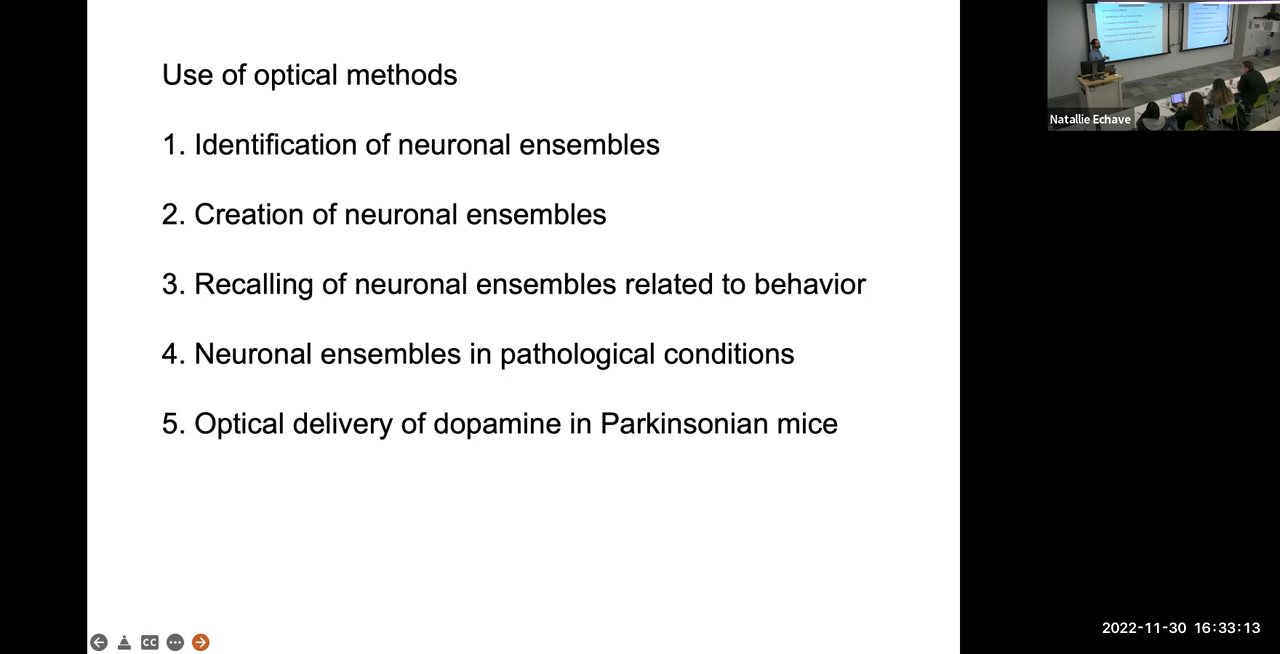 Use of optical methods
1. Identification of neuronal ensembles
2. Creation of neuronal ensembles
3. Recalling of neuronal ensembles related to behavior
4. Neuronal ensembles in pathological conditions
5. Optical delivery of dopamine in Parkinsonian mice
CC
Natallie Echave
2022-11-30 16:33:13